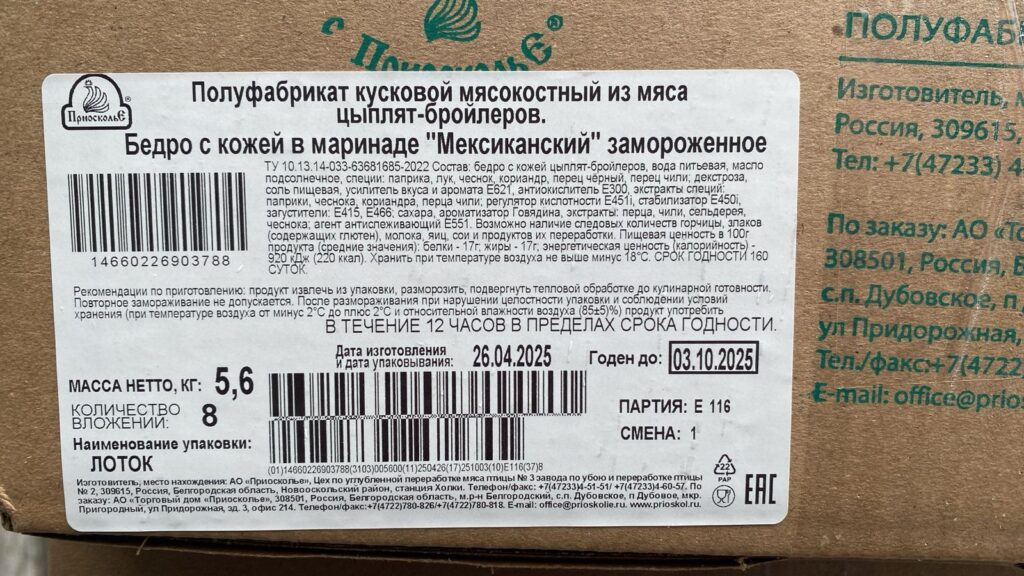 Приосколье®
ПРИОСКОЛЬЕ®
Полуфабрикат кусковой мясокостный из мяса
цыплят-бройлеров.
Бедро с кожей в маринаде "Мексиканский" замороженное
ТУ 10.13.14-033-63681685-2022 Состав: бедро с кожей цыплят-бройлеров, вода питьевая, масло
подсолнечное, специи: паприка, лук, чеснок, кориандр, перец чёрный, перец чили, декстроза,
соль пищевая, усилитель вкуса и аромата Е621, антиокислитель Е300, экстракты специй:
паприки, чеснока, кориандра, перца чили; регулятор кислотности E451i, стабилизатор E450i,
загустители: Е415, Е466; сахара, ароматизатор Говядина, экстракты: перца, чили, сельдерея,
чеснока; агент антислеживающий Е551. Возможно наличие следовых количеств горчицы, злаков
(содержащих глютен), молока, яиц, сои и продуктов их переработки. Пищевая ценность в 100г
продукта (средние значения): белки - 17г; жиры - 17г; энергетическая ценность (калорийность) -
920 кДж (220 ккал). Хранить при температуре воздуха не выше минус 18°С. СРОК ГОДНОСТИ 160
СУТОК.
14660226903788
Рекомендации по приготовлению: продукт извлечь из упаковки, разморозить, подвергнуть тепловой обработке до кулинарной готовности.
Повторное замораживание не допускается. После размораживания при нарушении целостности упаковки и соблюдении условий
хранения (при температуре воздуха от минус 2°С до плюс 2°С и относительной влажности воздуха (85±5)%) продукт употребить
В ТЕЧЕНИЕ 12 ЧАСОВ В ПРЕДЕЛАХ СРОКА ГОДНОСТИ.
Дата изготовления
и дата упаковывания: 26.04.2025 Годен до: 03.10.2025
МАССА НЕТТО, КГ: 5,6
КОЛИЧЕСТВО
ВЛОЖЕНИЙ: 8
ПАРТИЯ: Е 116
СМЕНА: 1
Наименование упаковки:
ЛОТОК
(01)14660226903788(3103)005600(11)250426(17)251003(10)E116(37)8
22
PAP
EAC
Изготовитель, место нахождения: АО «Приосколье», Цех по углубленной переработке мяса птицы № 3 завода по убою и переработке птицы
№ 2, 309615, Россия, Белгородская область, Новооскольский район, станция Холки. Телефон/факс: +7(47233)4-51-51/ +7(47233)4-60-57. По
заказу: АО «Торговый дом «Приосколье», 308501, Россия, Белгородская область, м.р-н Белгородский, с.п. Дубовское, п Дубовое, мкр.
Пригородный, ул Придорожная, зд. 3, офис 214. Телефон/факс: +7(4722)780-826/+7(4722)780-818. E-mail: office@prioskolie.ru. www.prioskol.ru.
ПОЛУФАБ
Изготовитель,
Россия, 309615,
Тел: +7(47233) 4
По заказу: АО «То
308501, Россия, Б
с.п. Дубовское, п
ул Придорожная,
Тел./факс:+7(4722
E-mail: office@prios